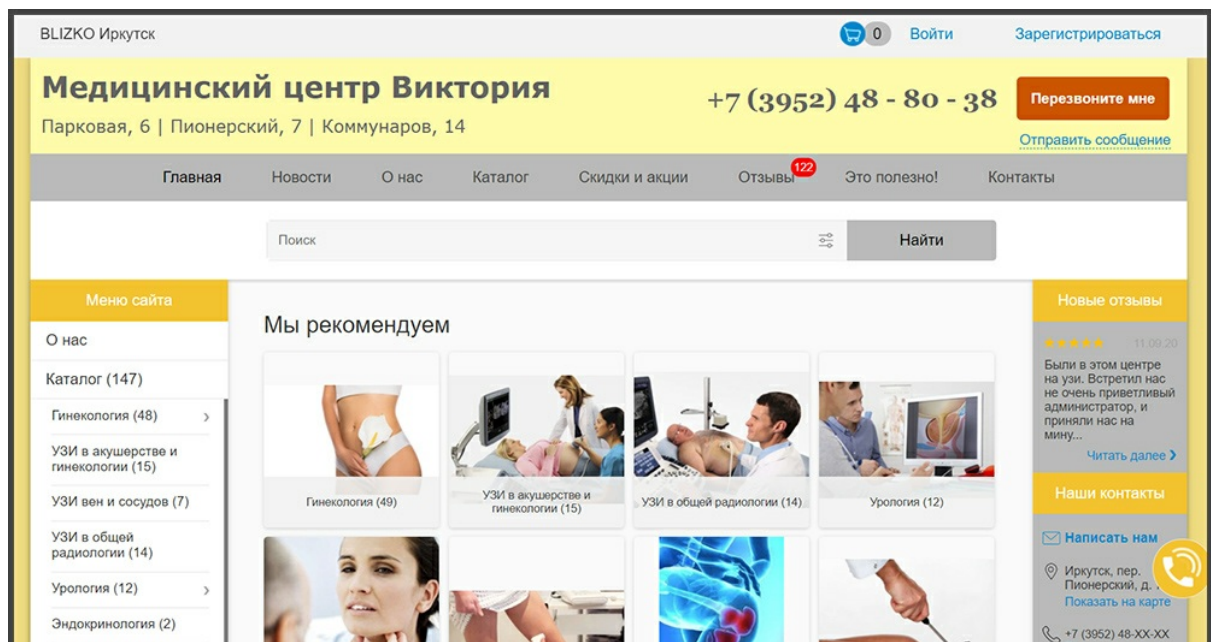 BLIZKO Иркутск
0
Войти
Зарегистрироваться
Медицинский центр Виктория
Парковая, 6 | Пионерский, 7 | Коммунаров, 14
+7 (3952) 48 - 80 - 38
Перезвоните мне
Отправить сообщение
Главная
Новости
О нас
Каталог
Скидки и акции
Отзывы
122
Это полезно!
Контакты
Поиск
Найти
Меню сайта
О нас
Каталог (147)
Гинекология (48)
УЗИ в акушерстве и
гинекологии (15)
УЗИ вен и сосудов (7)
УЗИ в общей
радиологии (14)
Урология (12)
Эндокринология (2)
Мы рекомендуем
Гинекология (49)
УЗИ в акушерстве и
гинекологии (15)
УЗИ в общей радиологии (14)
Урология (12)
Новые отзывы
11.09.20
Были в этом центре
на узи. Встретил нас
не очень приветливый
администратор, и
приняли нас на
мину...
Читать далее
Наши контакты
Написать нам
Иркутск, пер.
Пионерский, д.
Показать на карте
+7 (3952) 48-XX-XX